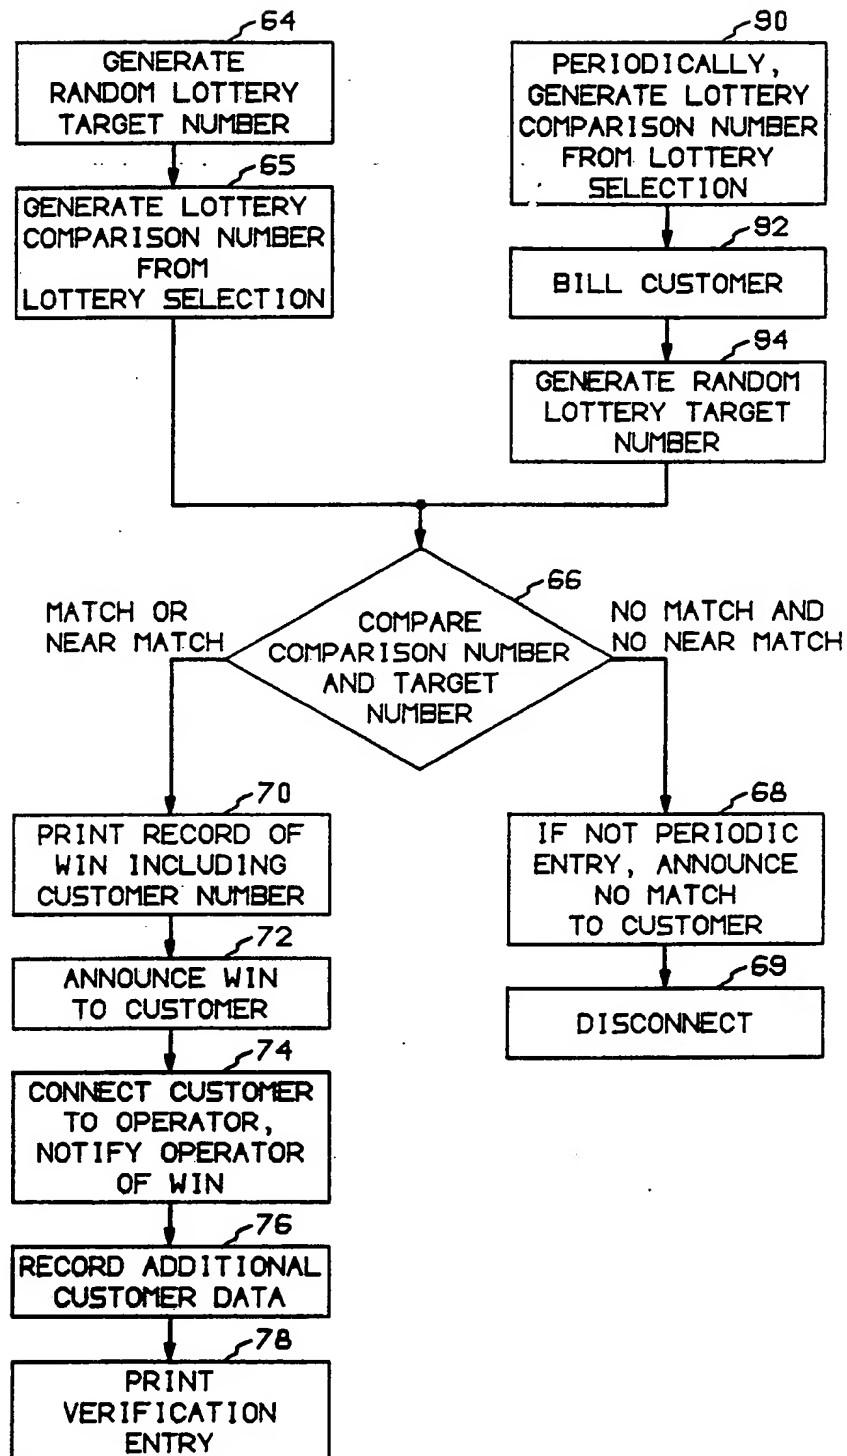 64
GENERATE
RANDOM LOTTERY
TARGET NUMBER
65
GENERATE LOTTERY
COMPARISON NUMBER
FROM
LOTTERY SELECTION
90
PERIODICALLY,
GENERATE LOTTERY
COMPARISON NUMBER
FROM LOTTERY
SELECTION
92
BILL CUSTOMER
94
GENERATE RANDOM
LOTTERY TARGET
NUMBER
66
COMPARE
COMPARISON NUMBER
AND TARGET
NUMBER
MATCH OR
NEAR MATCH
NO MATCH AND
NO NEAR MATCH
70
PRINT RECORD OF
WIN INCLUDING
CUSTOMER NUMBER
72
ANNOUNCE WIN
TO CUSTOMER
74
CONNECT CUSTOMER
TO OPERATOR,
NOTIFY OPERATOR
OF WIN
76
RECORD ADDITIONAL
CUSTOMER DATA
78
PRINT
VERIFICATION
ENTRY
68
IF NOT PERIODIC
ENTRY, ANNOUNCE
NO MATCH
TO CUSTOMER
69
DISCONNECT